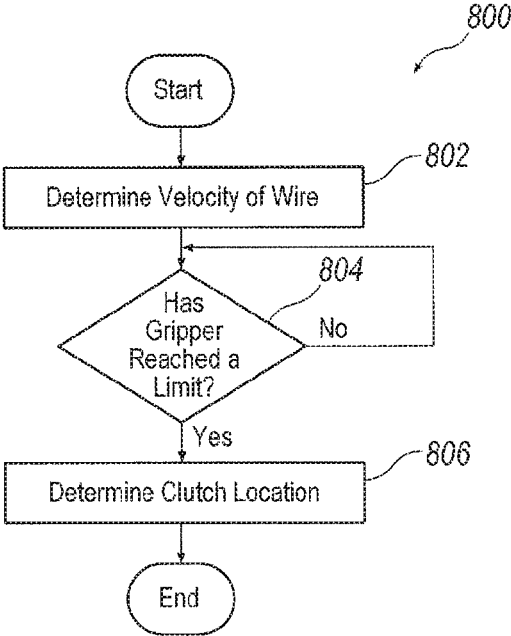 800
Start
802
Determine Velocity of Wire
804
Has
Gripper
Reached a
Limit?
No
Yes
806
Determine Clutch Location
End